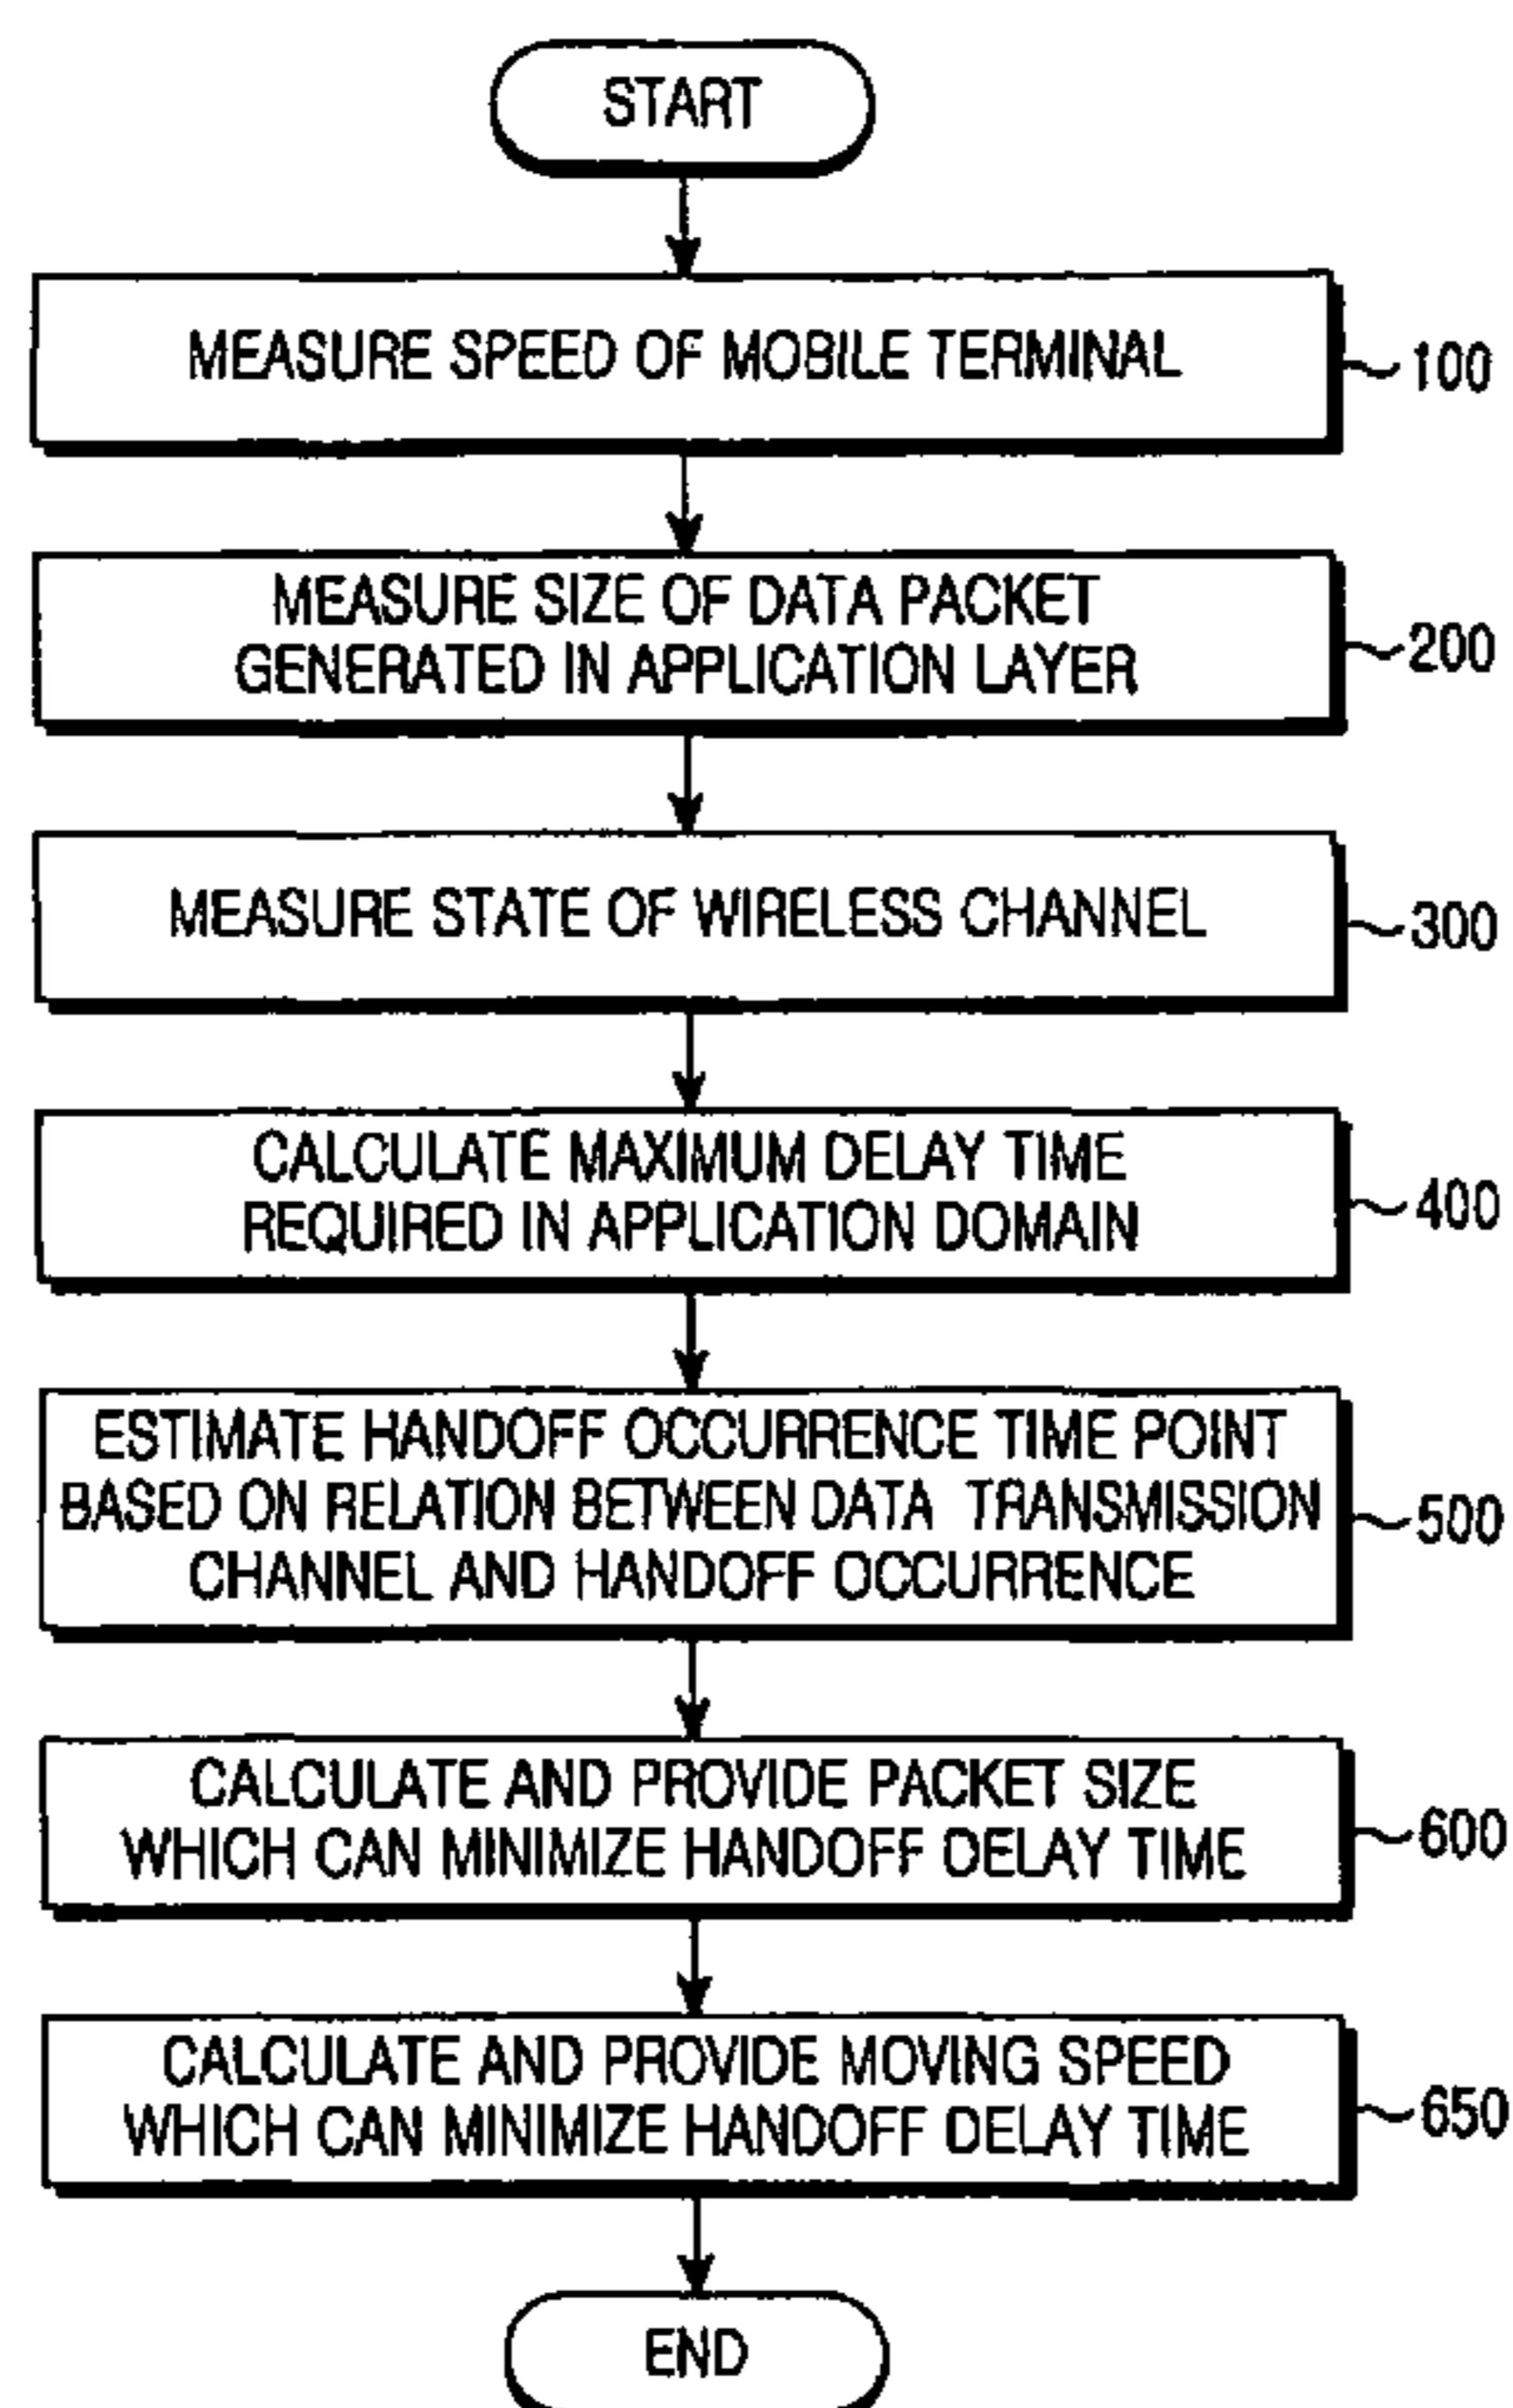 START
MEASURE SPEED OF MOBILE TERMINAL
100
MEASURE SIZE OF DATA PACKET
GENERATED IN APPLICATION LAYER
200
MEASURE STATE OF WIRELESS CHANNEL
300
CALCULATE MAXIMUM DELAY TIME
REQUIRED IN APPLICATION DOMAIN
400
ESTIMATE HANDOFF OCCURRENCE TIME POINT
BASED ON RELATION BETWEEN DATA TRANSMISSION
CHANNEL AND HANDOFF OCCURRENCE
500
CALCULATE AND PROVIDE PACKET SIZE
WHICH CAN MINIMIZE HANDOFF DELAY TIME
600
CALCULATE AND PROVIDE MOVING SPEED
WHICH CAN MINIMIZE HANDOFF DELAY TIME
650
END